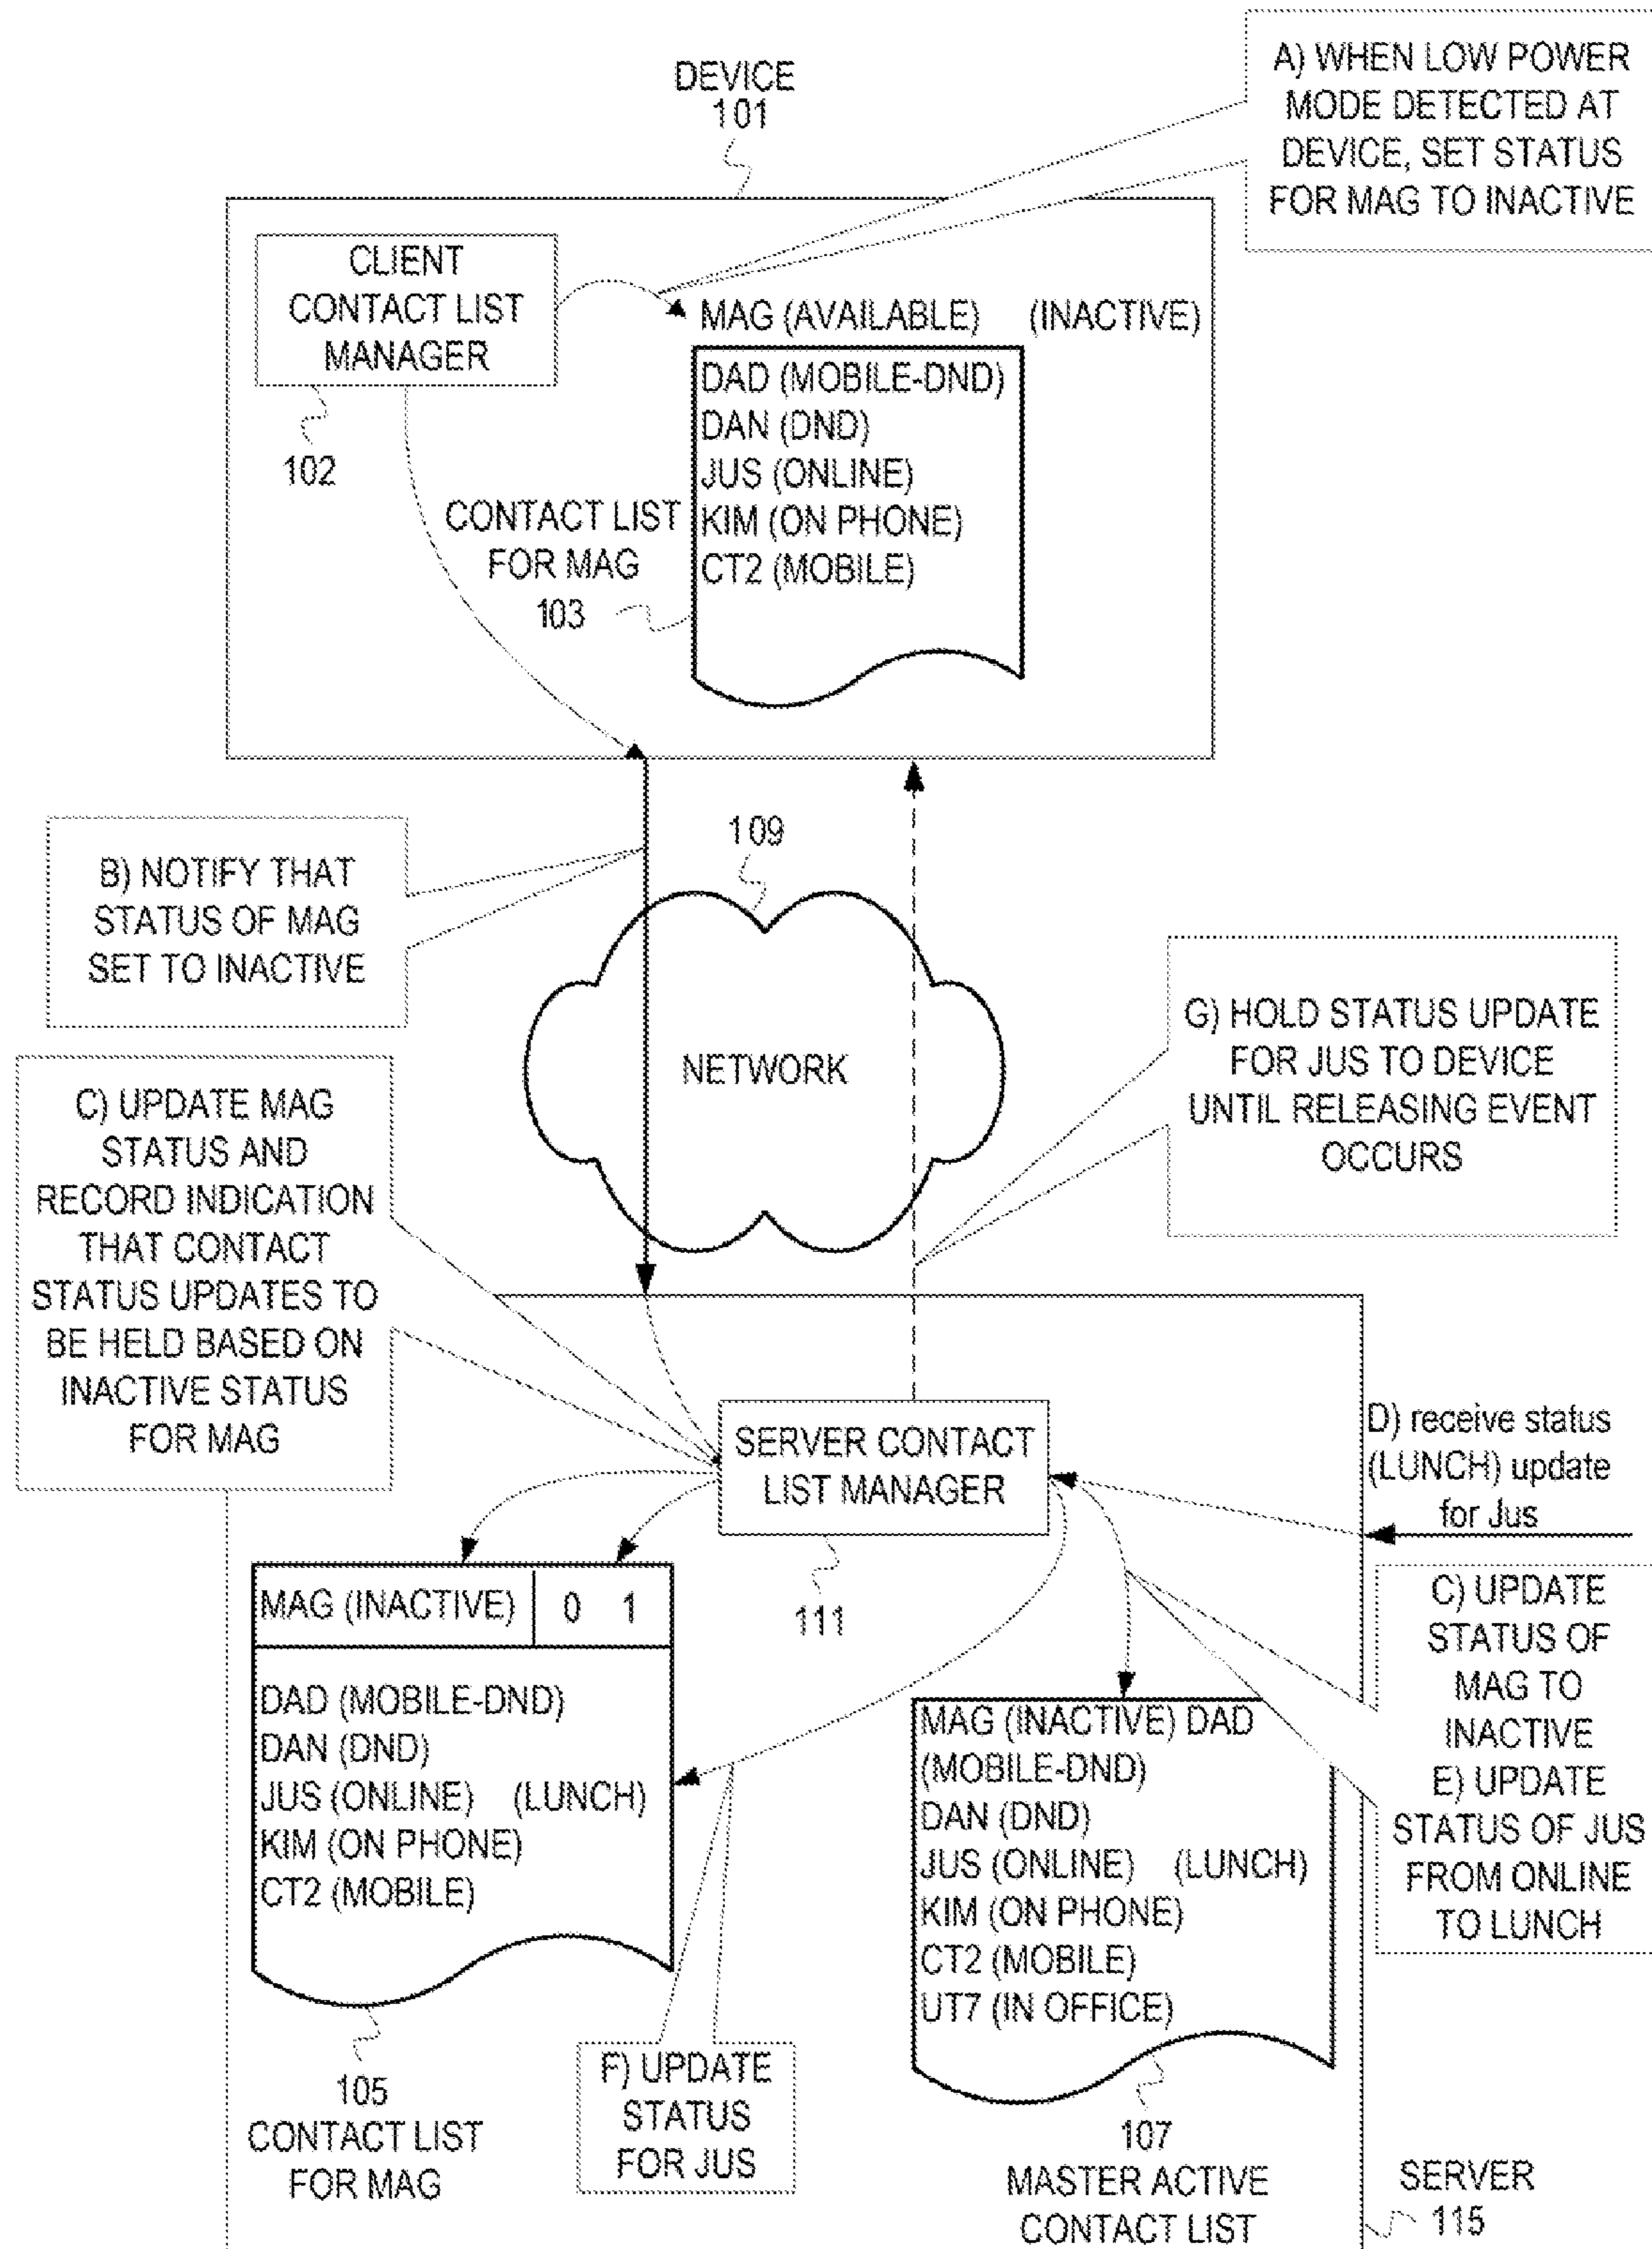 DEVICE
101
A) WHEN LOW POWER
MODE DETECTED AT
DEVICE, SET STATUS
FOR MAG TO INACTIVE
CLIENT
CONTACT LIST
MANAGER
102
MAG (AVAILABLE) (INACTIVE)
DAD (MOBILE-DND)
DAN (DND)
JUS (ONLINE)
KIM (ON PHONE)
CT2 (MOBILE)
CONTACT LIST
FOR MAG
103
B) NOTIFY THAT
STATUS OF MAG
SET TO INACTIVE
109
NETWORK
G) HOLD STATUS UPDATE
FOR JUS TO DEVICE
UNTIL RELEASING EVENT
OCCURS
C) UPDATE MAG
STATUS AND
RECORD INDICATION
THAT CONTACT
STATUS UPDATES TO
BE HELD BASED ON
INACTIVE STATUS
FOR MAG
SERVER CONTACT
LIST MANAGER
111
D) receive status
(LUNCH) update
for Jus
MAG (INACTIVE) 0 1
DAD (MOBILE-DND)
DAN (DND)
JUS (ONLINE) (LUNCH)
KIM (ON PHONE)
CT2 (MOBILE)
105
CONTACT LIST
FOR MAG
F) UPDATE
STATUS
FOR JUS
MAG (INACTIVE) DAD
(MOBILE-DND)
DAN (DND)
JUS (ONLINE) (LUNCH)
KIM (ON PHONE)
CT2 (MOBILE)
UT7 (IN OFFICE)
107
MASTER ACTIVE
CONTACT LIST
C) UPDATE
STATUS OF
MAG TO
INACTIVE
E) UPDATE
STATUS OF JUS
FROM ONLINE
TO LUNCH
SERVER
115